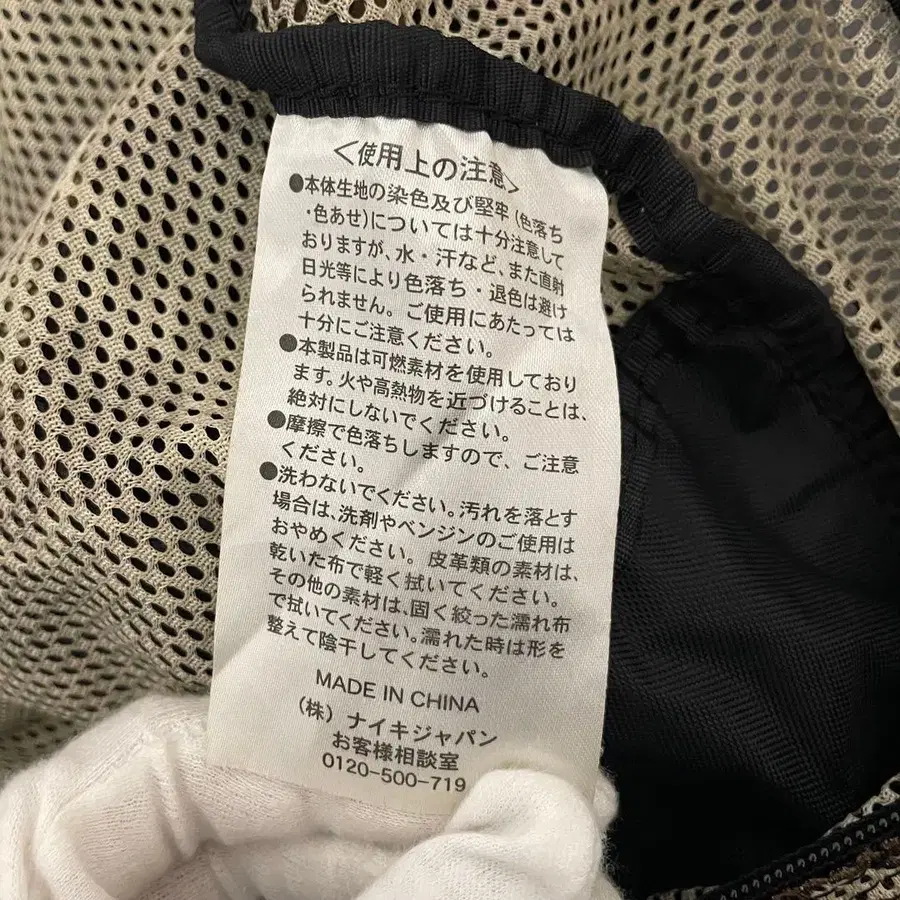 <使用上の注意>
●本体生地の染色及び堅牢(色落ち
・色あせ)については十分注意して
おりますが、水・汗など、また直射
日光等により色落ち・退色は避け
られません。ご使用にあたっては
十分にご注意ください。
●本製品は可燃素材を使用しており
ます。火や高熱物を近づけることは、
絶対にしないでください。
●摩擦で色落ちしますので、ご注意
ください。
●洗わないでください。汚れを落とす
場合は、洗剤やベンジンのご使用は
おやめください。皮革類の素材は、
乾いた布で軽く拭いてください。
その他の素材は、固く絞った濡れ布
で拭いてください。濡れた時は形を
整えて陰干してください。
MADE IN CHINA
(株) ナイキジャパン
お客様相談室
0120-500-719